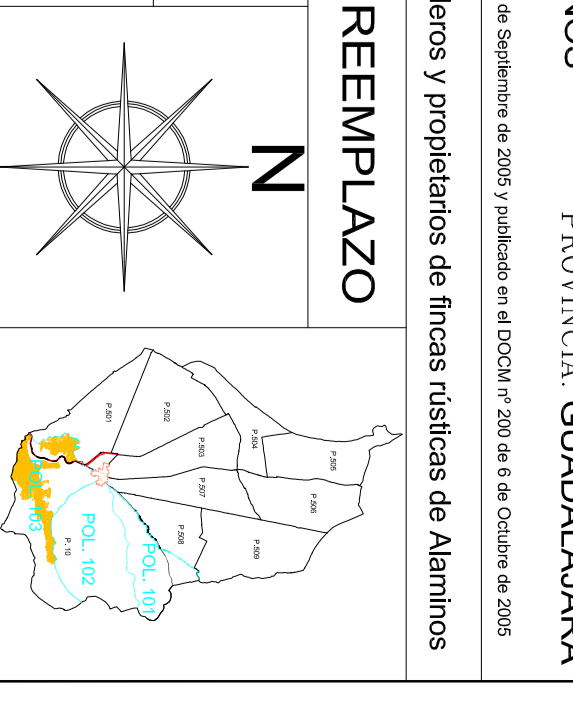 PROVINCIA: GUADALAJARA
de Septiembre de 2005 y publicado en el DOCM nº 200 de 6 de Octubre de 2005
y propietarios de fincas rústicas de Alaminos
REEMPLAZO
N
P.505
P.504
P.502
P.503
P.501
P.506
P.507
P.509
P.508
POL. 101
POL. 102
P. 10
POL. 103